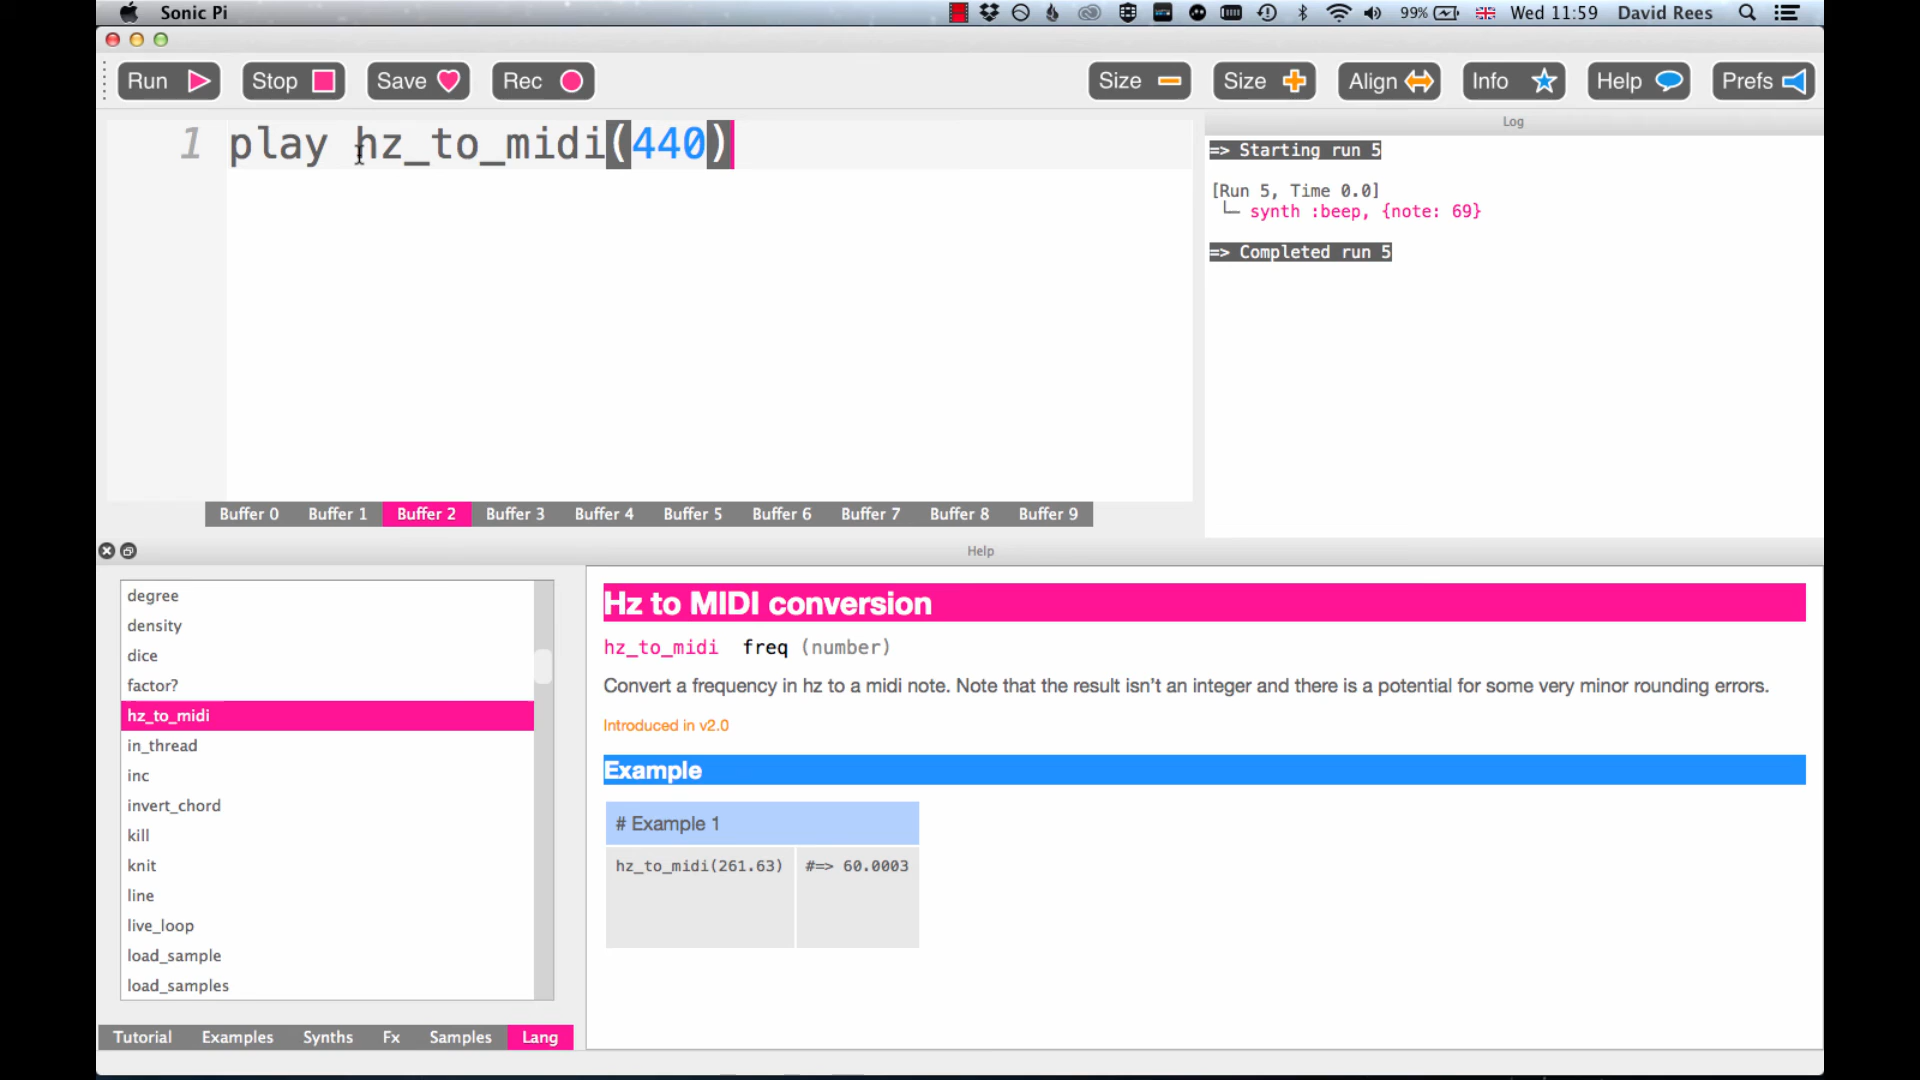 Sonic Pi 99% Wed 11:59 David Rees
Run Stop Save Rec Size Size Align Info Help Prefs
1 play hz_to_midi(440)
Log
=> Starting run 5
[Run 5, Time 0.0]
└─ synth :beep, {note: 69}
=> Completed run 5
Buffer 0 Buffer 1 Buffer 2 Buffer 3 Buffer 4 Buffer 5 Buffer 6 Buffer 7 Buffer 8 Buffer 9
Help
degree
density
dice
factor?
hz_to_midi
in_thread
inc
invert_chord
kill
knit
line
live_loop
load_sample
load_samples
Tutorial Examples Synths Fx Samples Lang
Hz to MIDI conversion
hz_to_midi freq (number)
Convert a frequency in hz to a midi note. Note that the result isn't an integer and there is a potential for some very minor rounding errors.
Introduced in v2.0
Example
# Example 1
hz_to_midi(261.63) #=> 60.0003